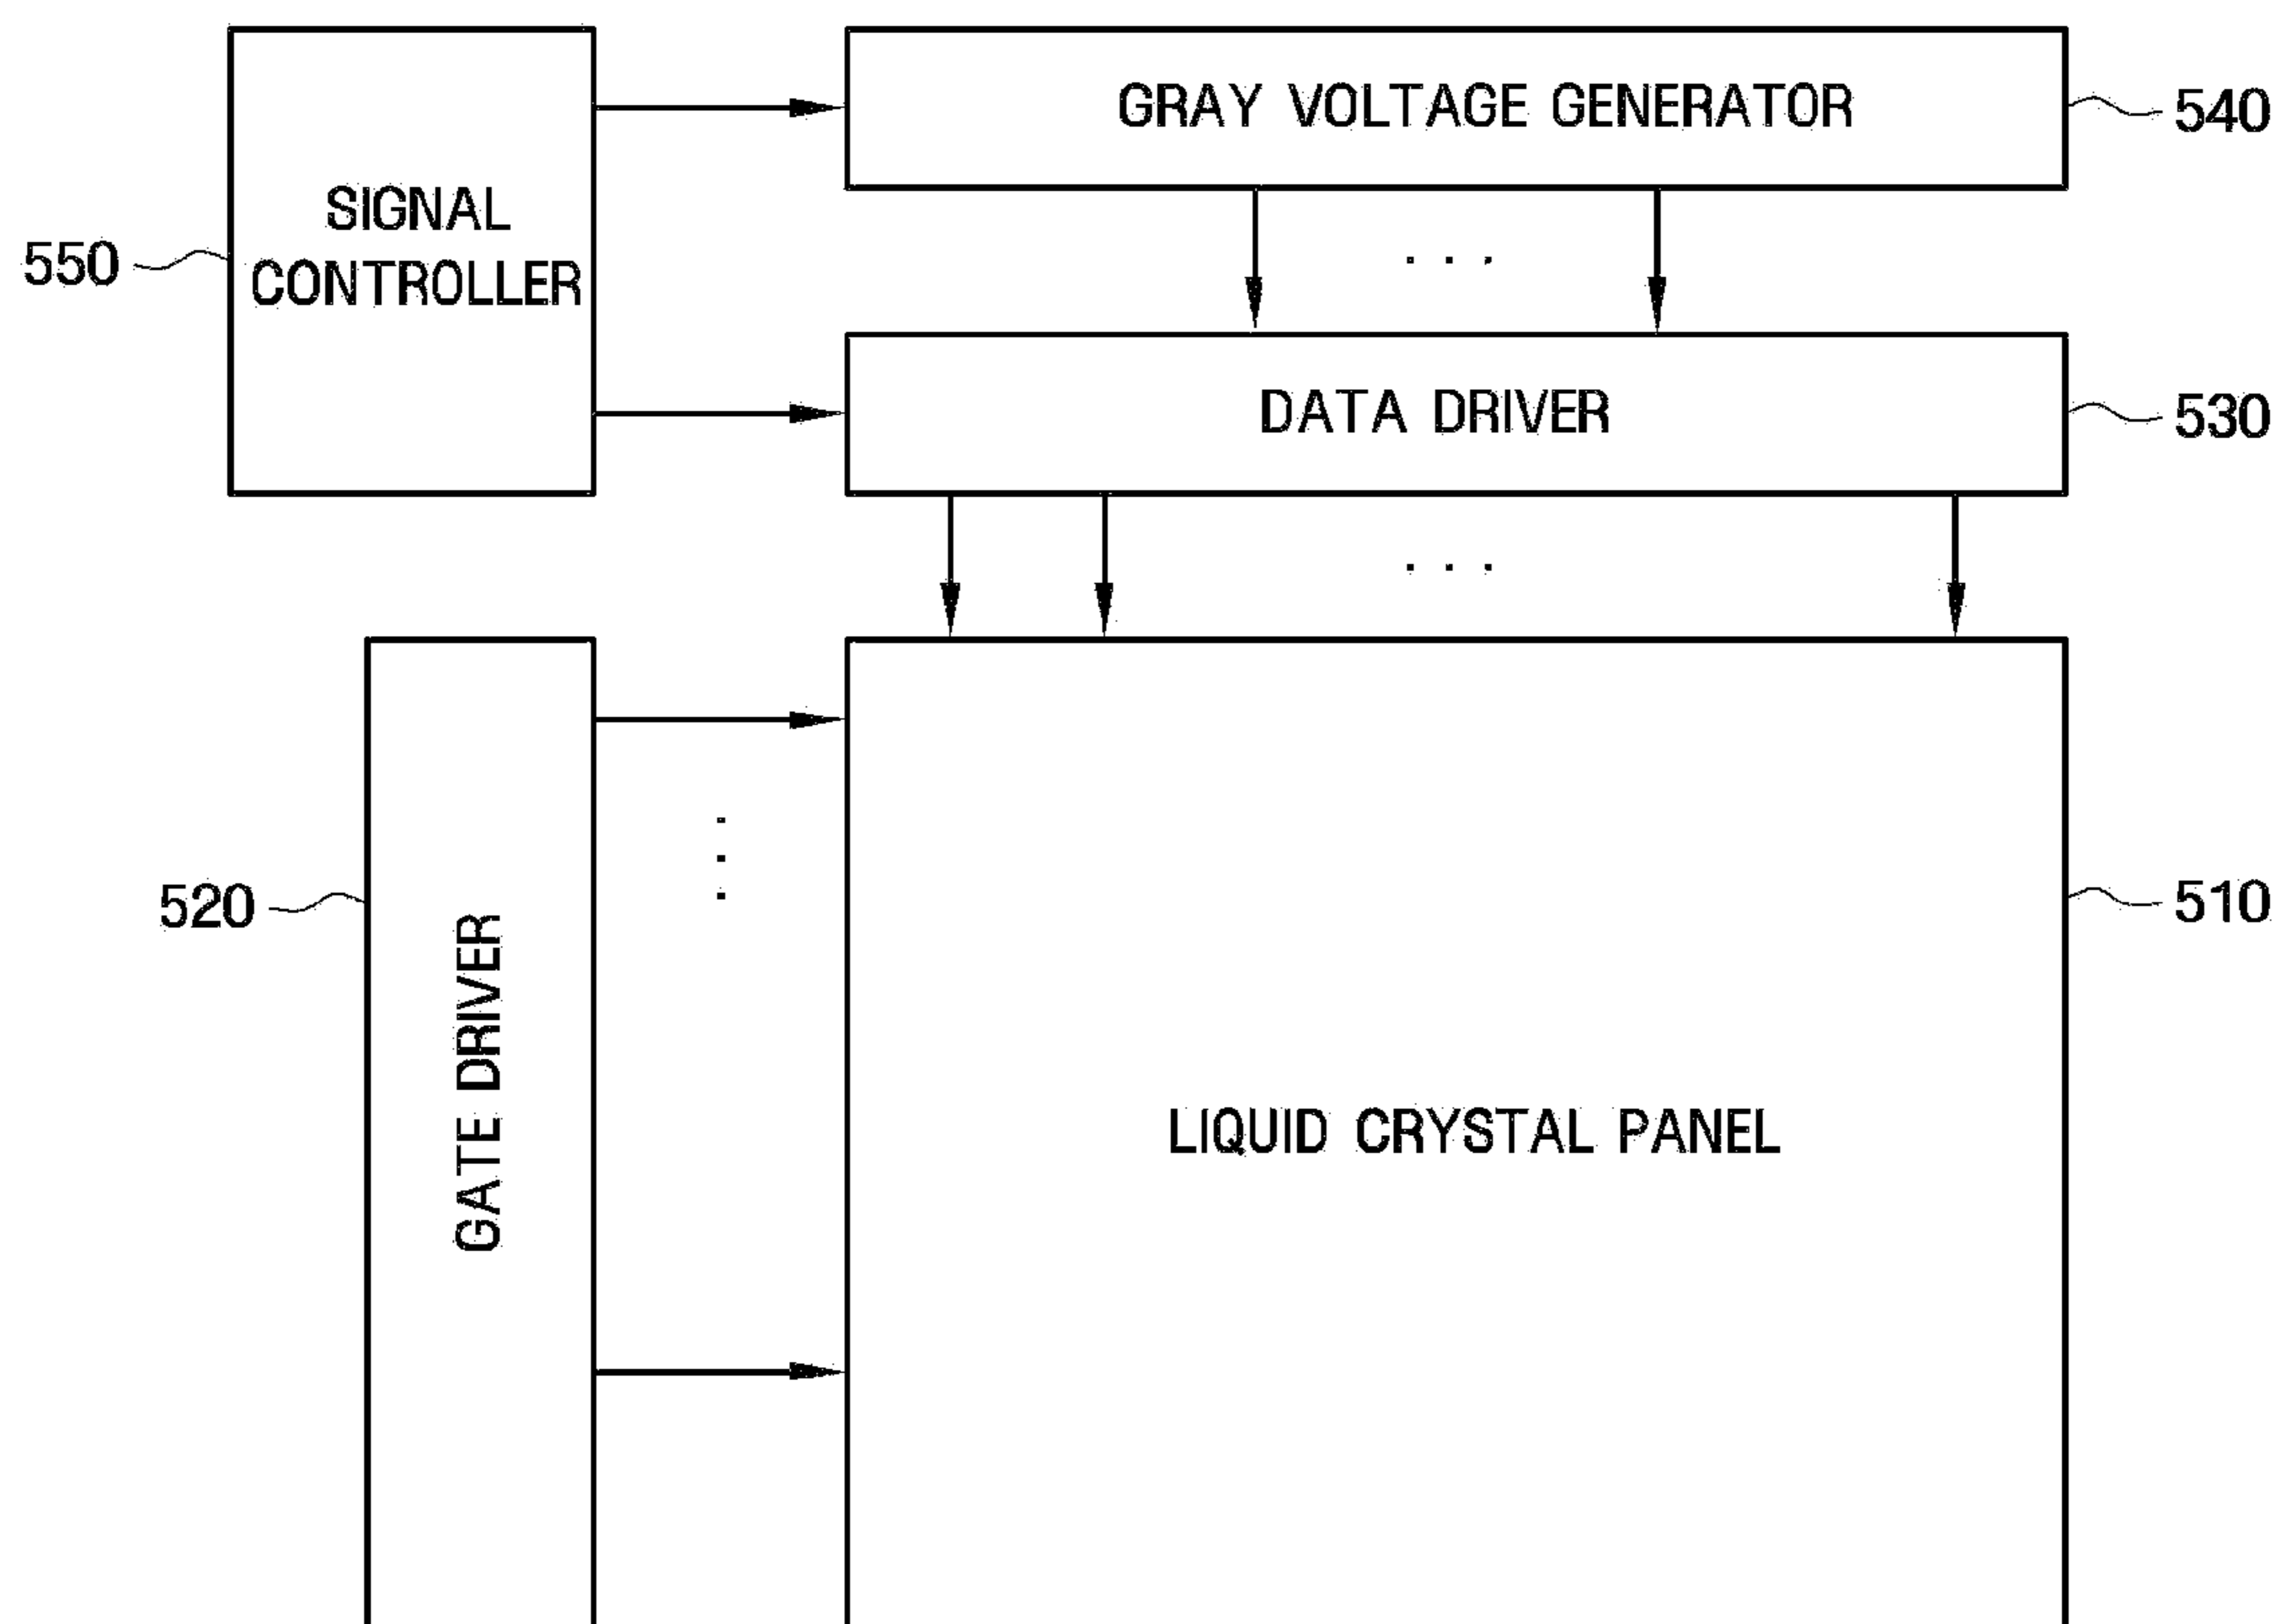 GRAY VOLTAGE GENERATOR
540
SIGNAL
CONTROLLER
550
DATA DRIVER
530
520
GATE DRIVER
510
LIQUID CRYSTAL PANEL